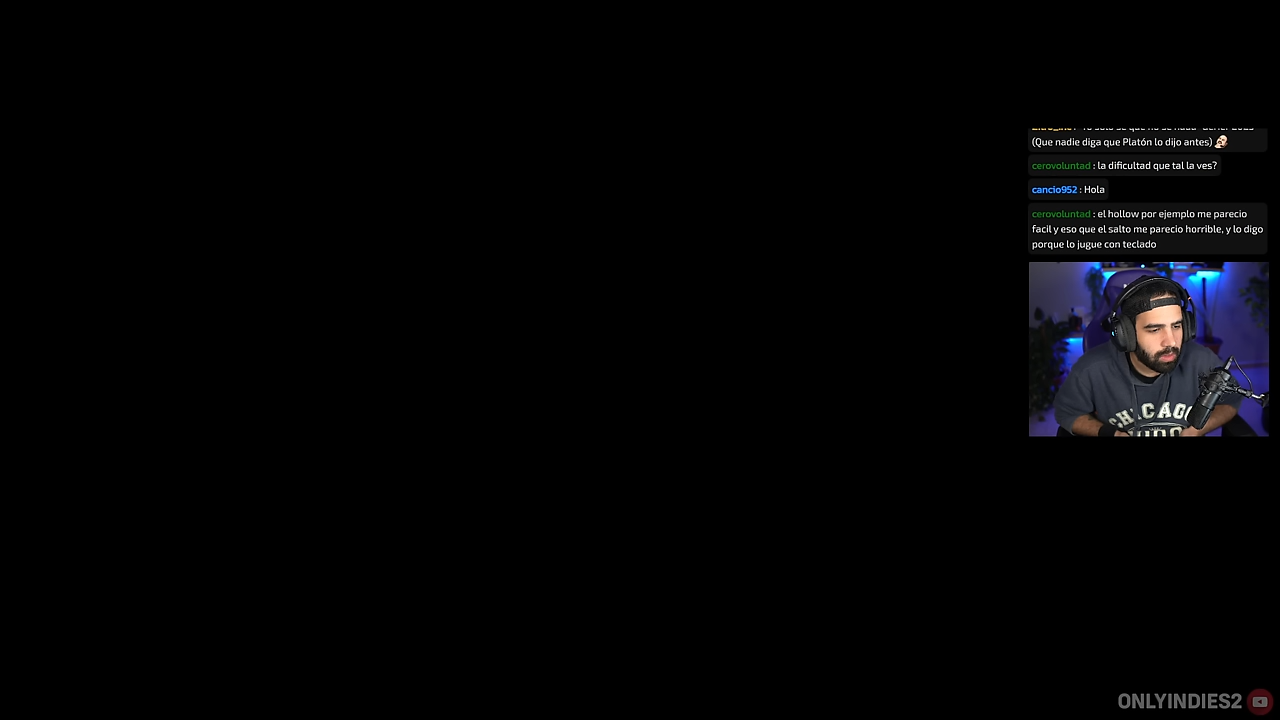 (Que nadie diga que Platón lo dijo antes)
cerovoluntad : la dificultad que tal la ves?
cancio952 : Hola
cerovoluntad : el hollow por ejemplo me parecio
facil y eso que el salto me parecio horrible, y lo digo
porque lo jugue con teclado
CHICAGO
ONLYINDIES2